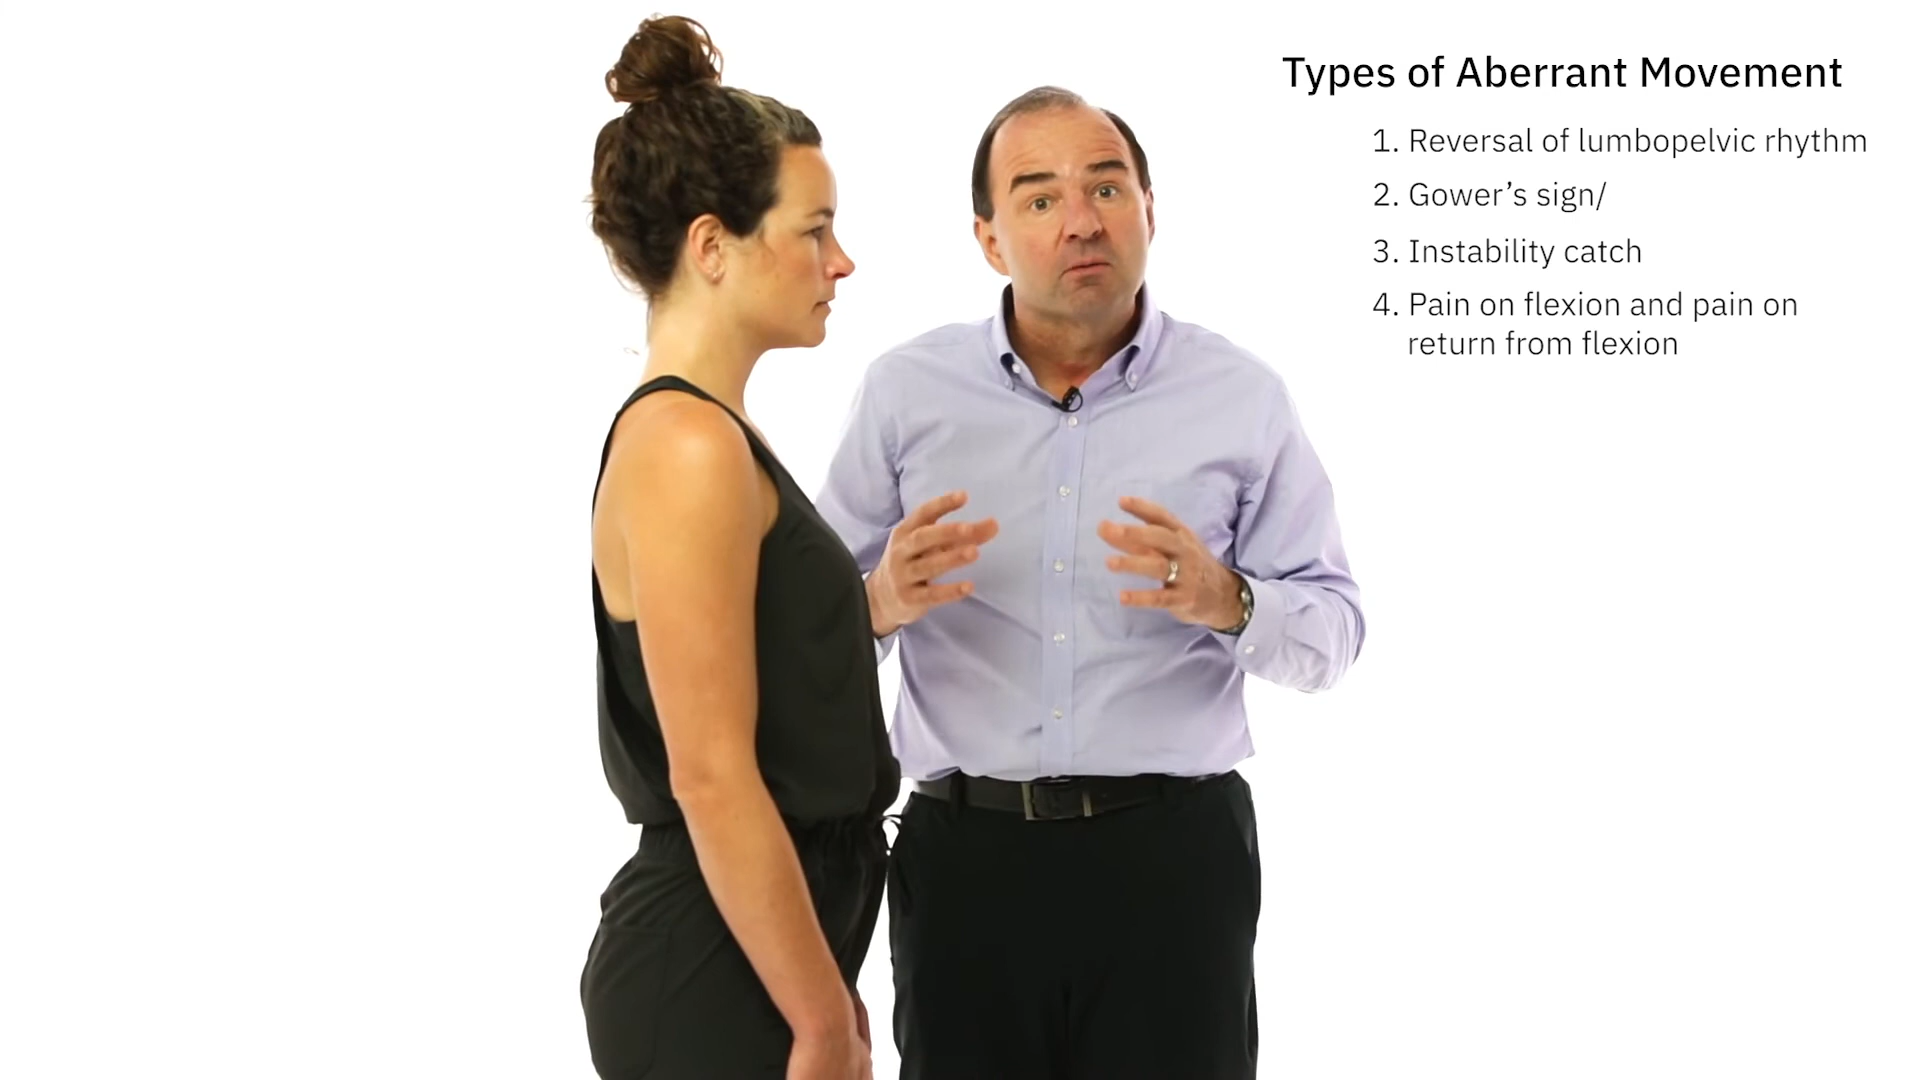 Types of Aberrant Movement
1. Reversal of lumbopelvic rhythm
2. Gower’s sign/
3. Instability catch
4. Pain on flexion and pain on
return from flexion